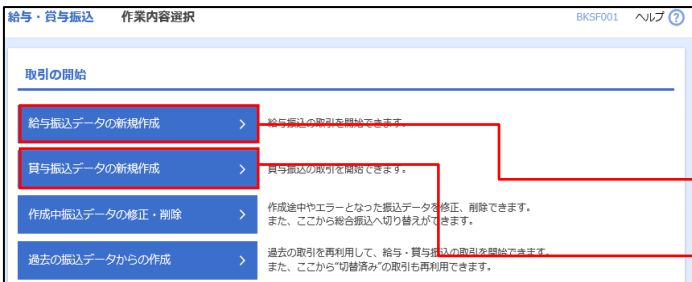 給与・賞与振込 作業内容選択 BKSF001 ヘルプ ?
取引の開始
給与振込データの新規作成 給与振込の取引を開始できます。
賞与振込データの新規作成 賞与振込の取引を開始できます。
作成中振込データの修正・削除 作成途中やエラーとなった振込データを修正、削除できます。
また、ここから総合振込へ切り替えができます。
過去の振込データからの作成 過去の取引を再利用して、給与・賞与振込の取引を開始できます。
また、ここから"切替済み"の取引も再利用できます。